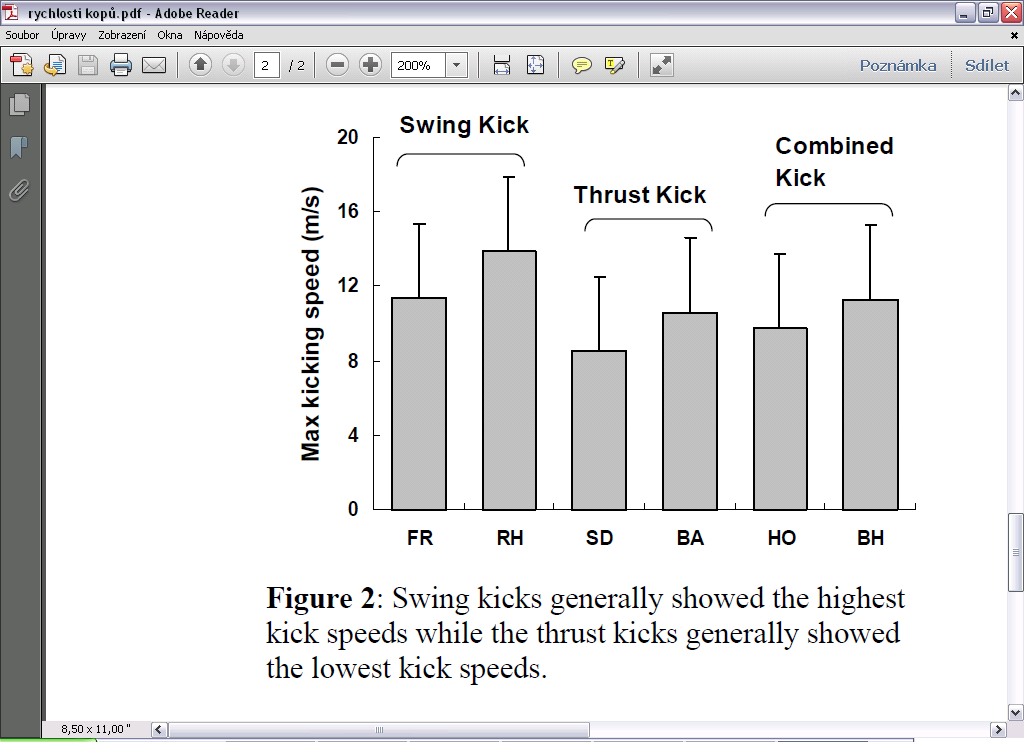 rychlosti kopů.pdf - Adobe Reader
Soubor Úpravy Zobrazení Okna Nápověda
2 / 2 200% Poznámka Sdílet
Swing Kick
Thrust Kick
Combined
Kick
Max kicking speed (m/s)
20
16
12
8
4
0
FR RH SD BA HO BH
Figure 2: Swing kicks generally showed the highest
kick speeds while the thrust kicks generally showed
the lowest kick speeds.
8,50 x 11,00 "